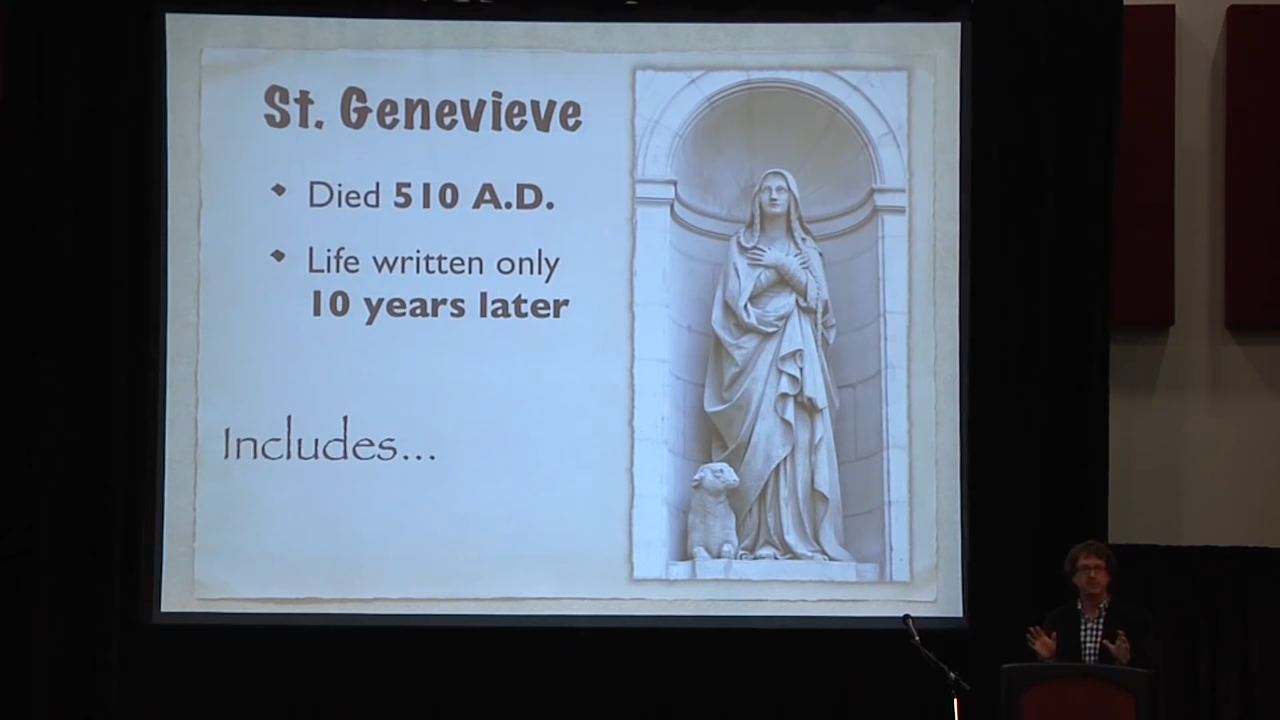 St. Genevieve
Died 510 A.D.
Life written only
10 years later
Includes...